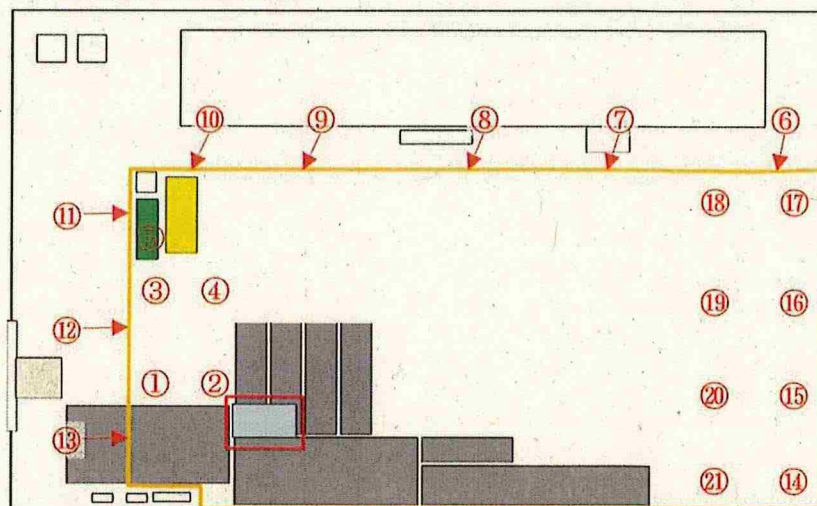 ⑩ ⑨ ⑧ ⑦ ⑥
⑪ ⑱ ⑰
③ ④
⑫ ⑲ ⑯
① ②
⑳ ⑮
⑬
㉑ ⑭